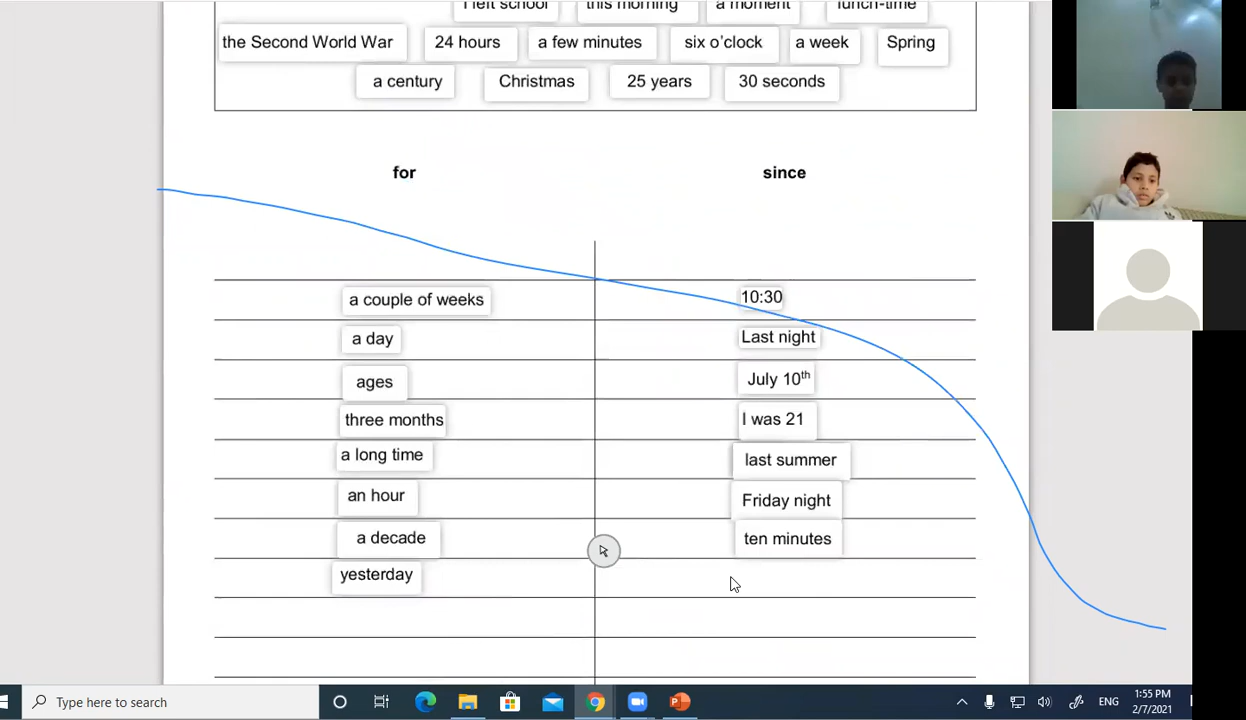 I left school this morning a moment lunch-time
the Second World War 24 hours a few minutes six o'clock a week Spring
a century Christmas 25 years 30 seconds
for since
a couple of weeks 10:30
a day Last night
ages July 10th
three months I was 21
a long time last summer
an hour Friday night
a decade ten minutes
yesterday
Type here to search ENG 1:55 PM
2/7/2021